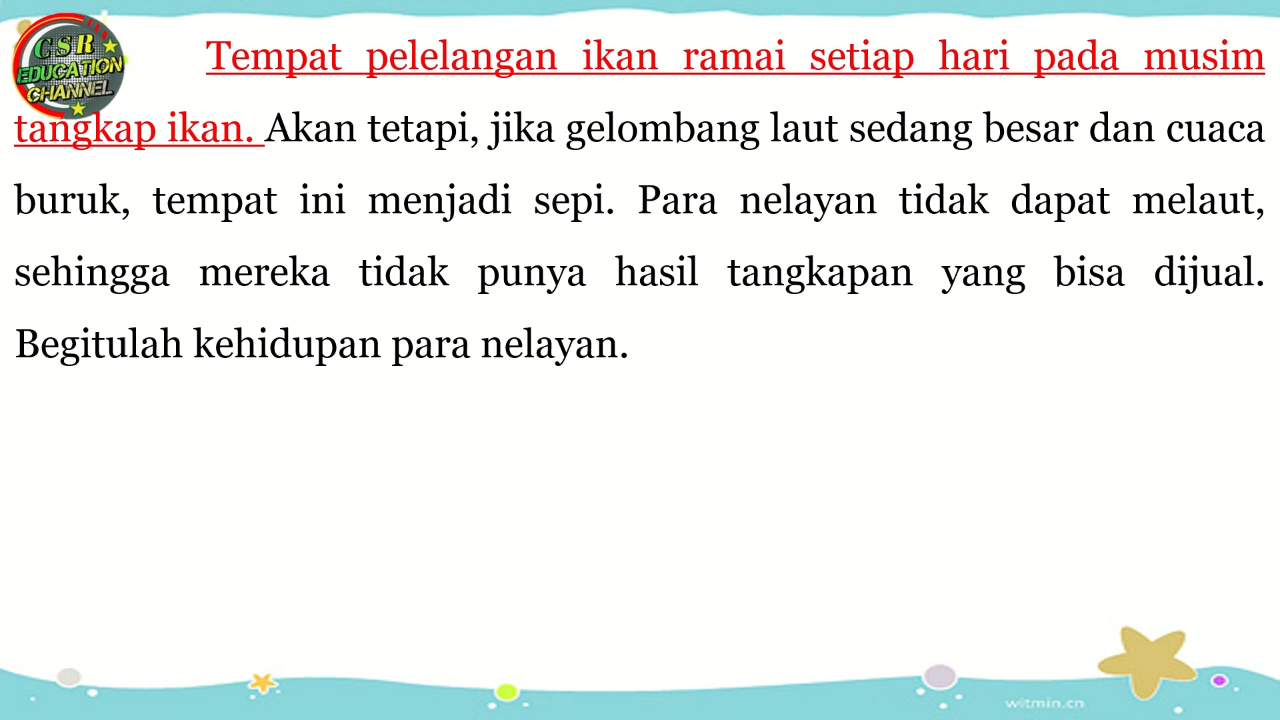 CSR
EDUCATION
CHANNEL
Tempat pelelangan ikan ramai setiap hari pada musim
tangkap ikan. Akan tetapi, jika gelombang laut sedang besar dan cuaca
buruk, tempat ini menjadi sepi. Para nelayan tidak dapat melaut,
sehingga mereka tidak punya hasil tangkapan yang bisa dijual.
Begitulah kehidupan para nelayan.
witmin.cn